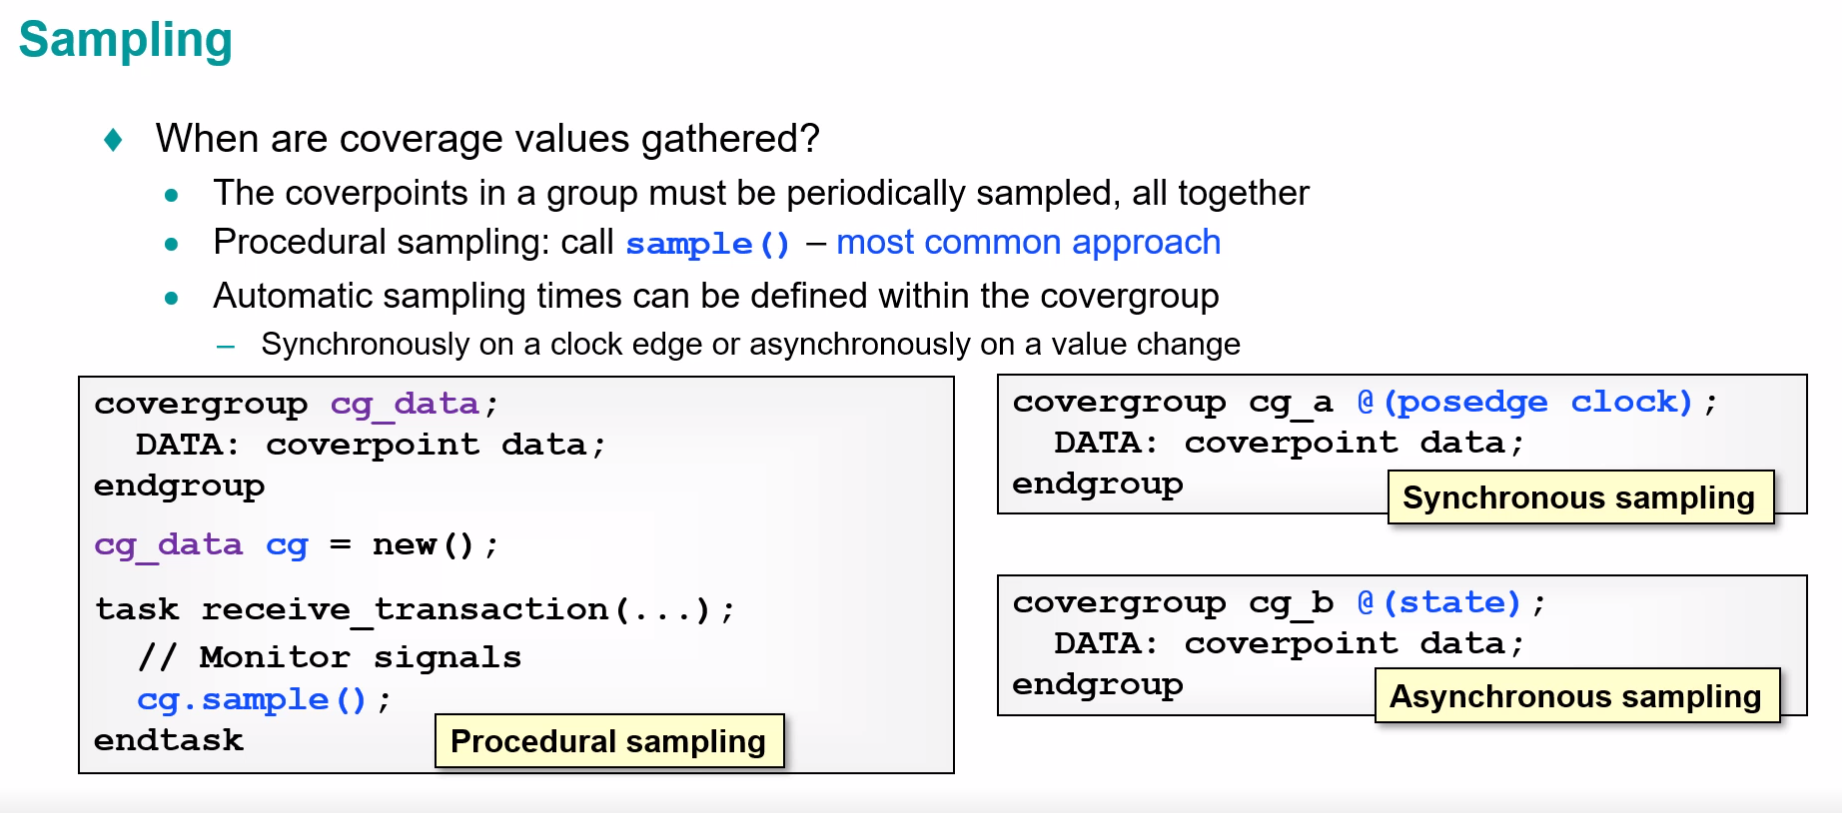 Sampling
When are coverage values gathered?
The coverpoints in a group must be periodically sampled, all together
Procedural sampling: call sample() – most common approach
Automatic sampling times can be defined within the covergroup
– Synchronously on a clock edge or asynchronously on a value change
covergroup cg_data;
DATA: coverpoint data;
endgroup
cg_data cg = new();
task receive_transaction(...);
// Monitor signals
cg.sample();
endtask
Procedural sampling
covergroup cg_a @(posedge clock);
DATA: coverpoint data;
endgroup
Synchronous sampling
covergroup cg_b @(state);
DATA: coverpoint data;
endgroup
Asynchronous sampling